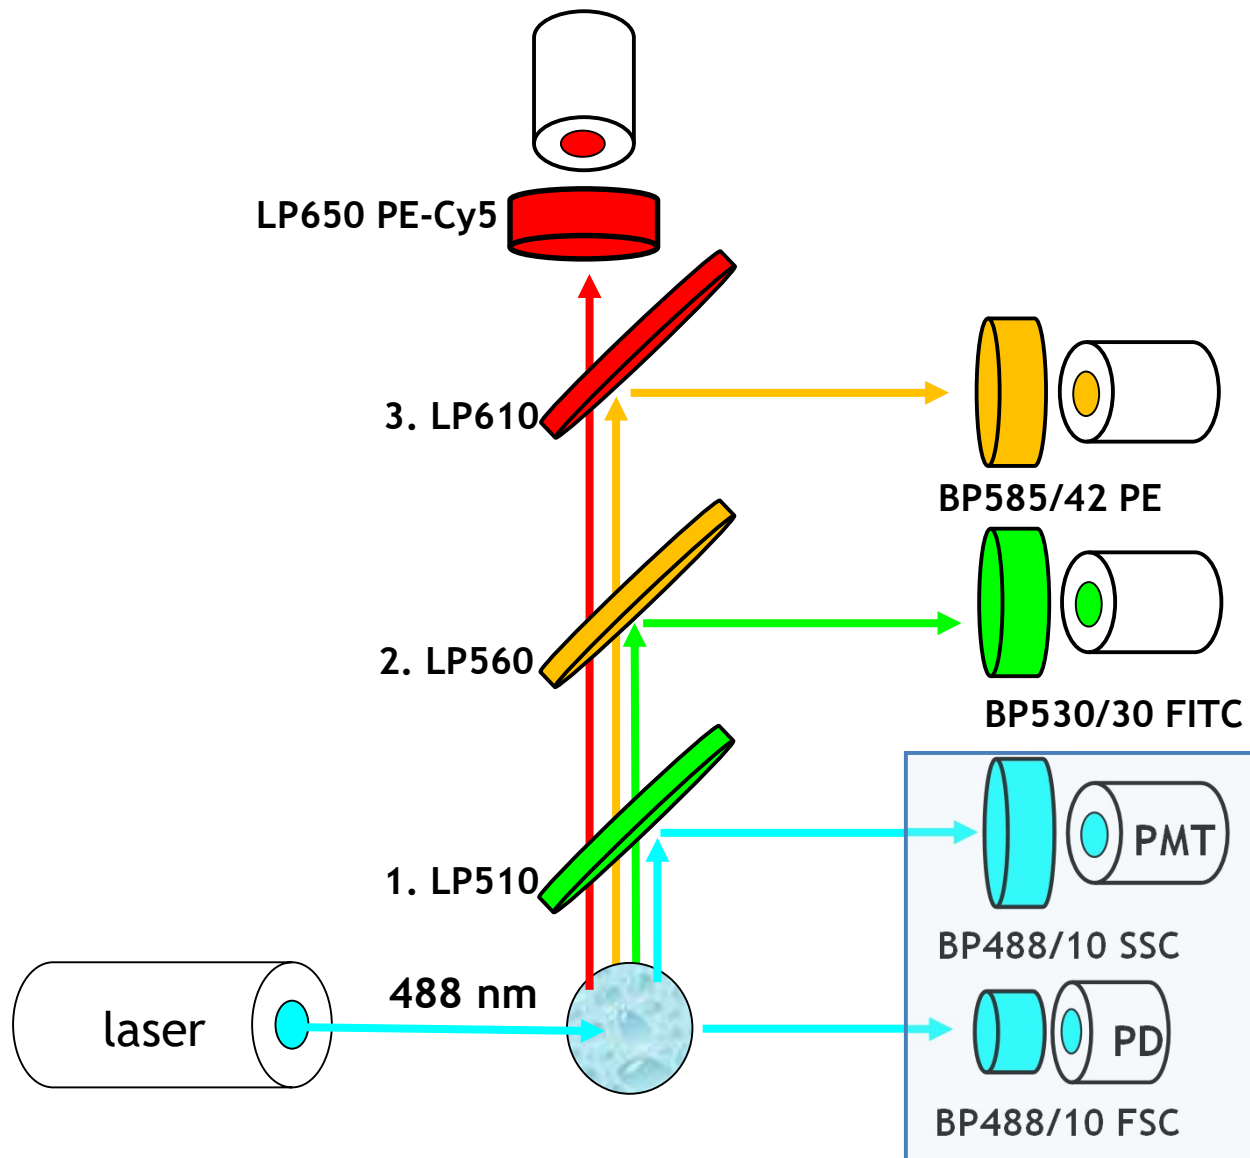 LP650 PE-Cy5
3. LP610
BP585/42 PE
2. LP560
BP530/30 FITC
1. LP510
PMT
BP488/10 SSC
488 nm
laser
PD
BP488/10 FSC